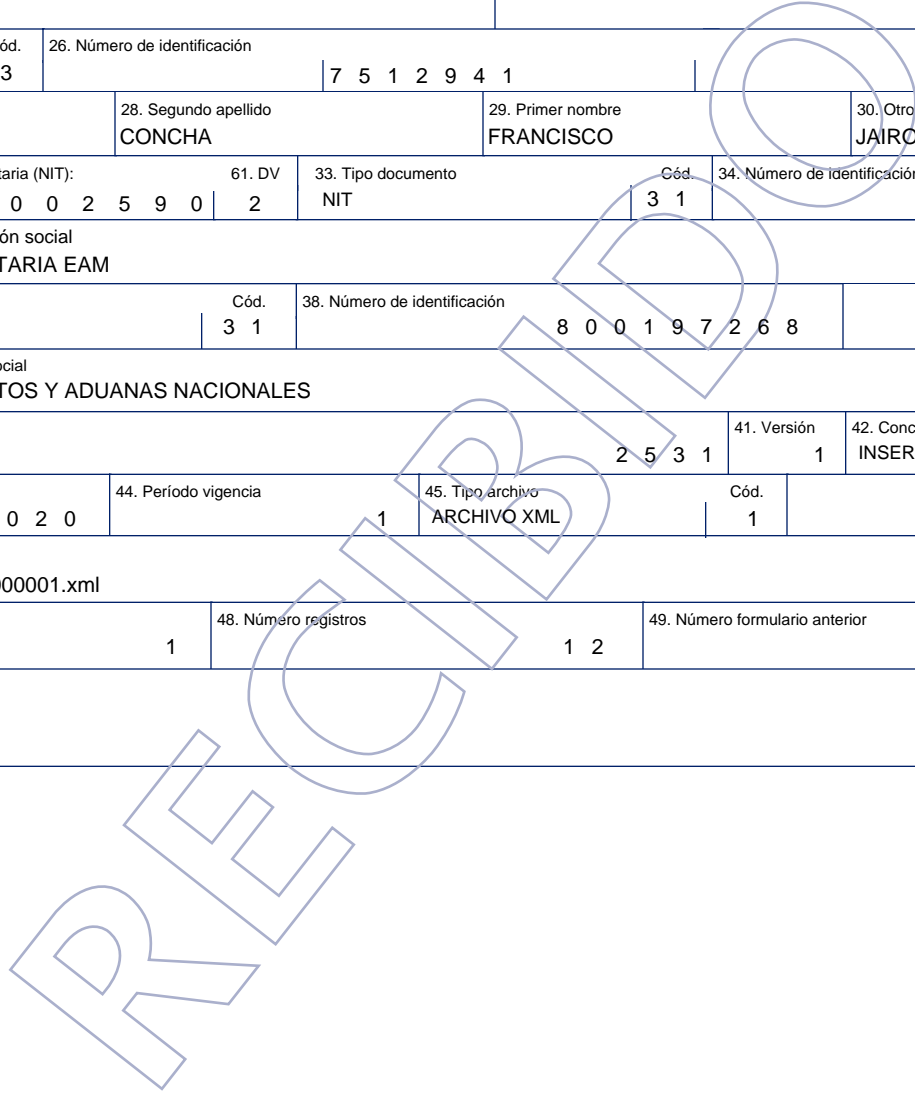 ód. 26. Número de identificación
3 7 5 1 2 9 4 1
28. Segundo apellido 29. Primer nombre 30. Otro
CONCHA FRANCISCO JAIRO
taria (NIT): 61. DV 33. Tipo documento Cód. 34. Número de identificación
0 0 2 5 9 0 2 NIT 3 1
ón social
TARIA EAM
Cód. 38. Número de identificación
3 1 8 0 0 1 9 7 2 6 8
ocial
TOS Y ADUANAS NACIONALES
41. Versión 42. Conc
2 5 3 1 1 INSER
44. Período vigencia 45. Tipo archivo Cód.
0 2 0 1 ARCHIVO XML 1
000001.xml
48. Número registros 49. Número formulario anterior
1 1 2
RECIBIDO